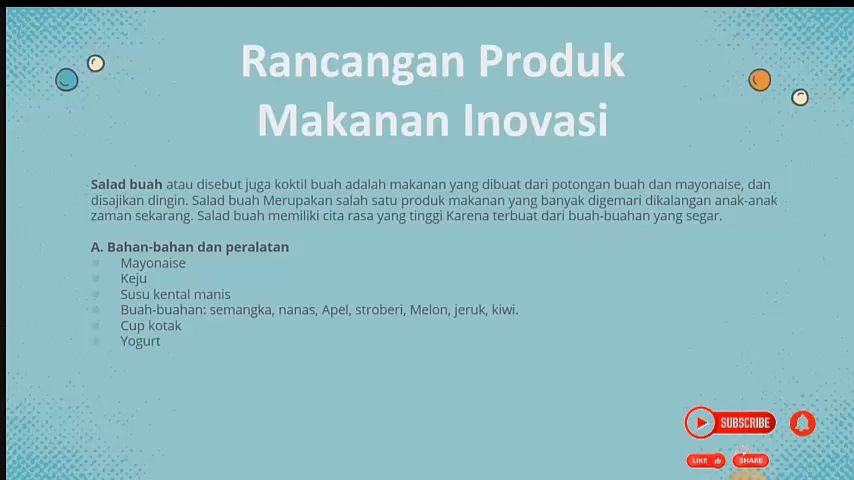 Rancangan Produk
Makanan Inovasi
Salad buah atau disebut juga koktil buah adalah makanan yang dibuat dari potongan buah dan mayonaise, dan
disajikan dingin. Salad buah Merupakan salah satu produk makanan yang banyak digemari dikalangan anak-anak
zaman sekarang. Salad buah memiliki cita rasa yang tinggi Karena terbuat dari buah-buahan yang segar.
A. Bahan-bahan dan peralatan
Mayonaise
Keju
Susu kental manis
Buah-buahan: semangka, nanas, Apel, stroberi, Melon, jeruk, kiwi.
Cup kotak
Yogurt
SUBSCRIBE
LIKE
SHARE